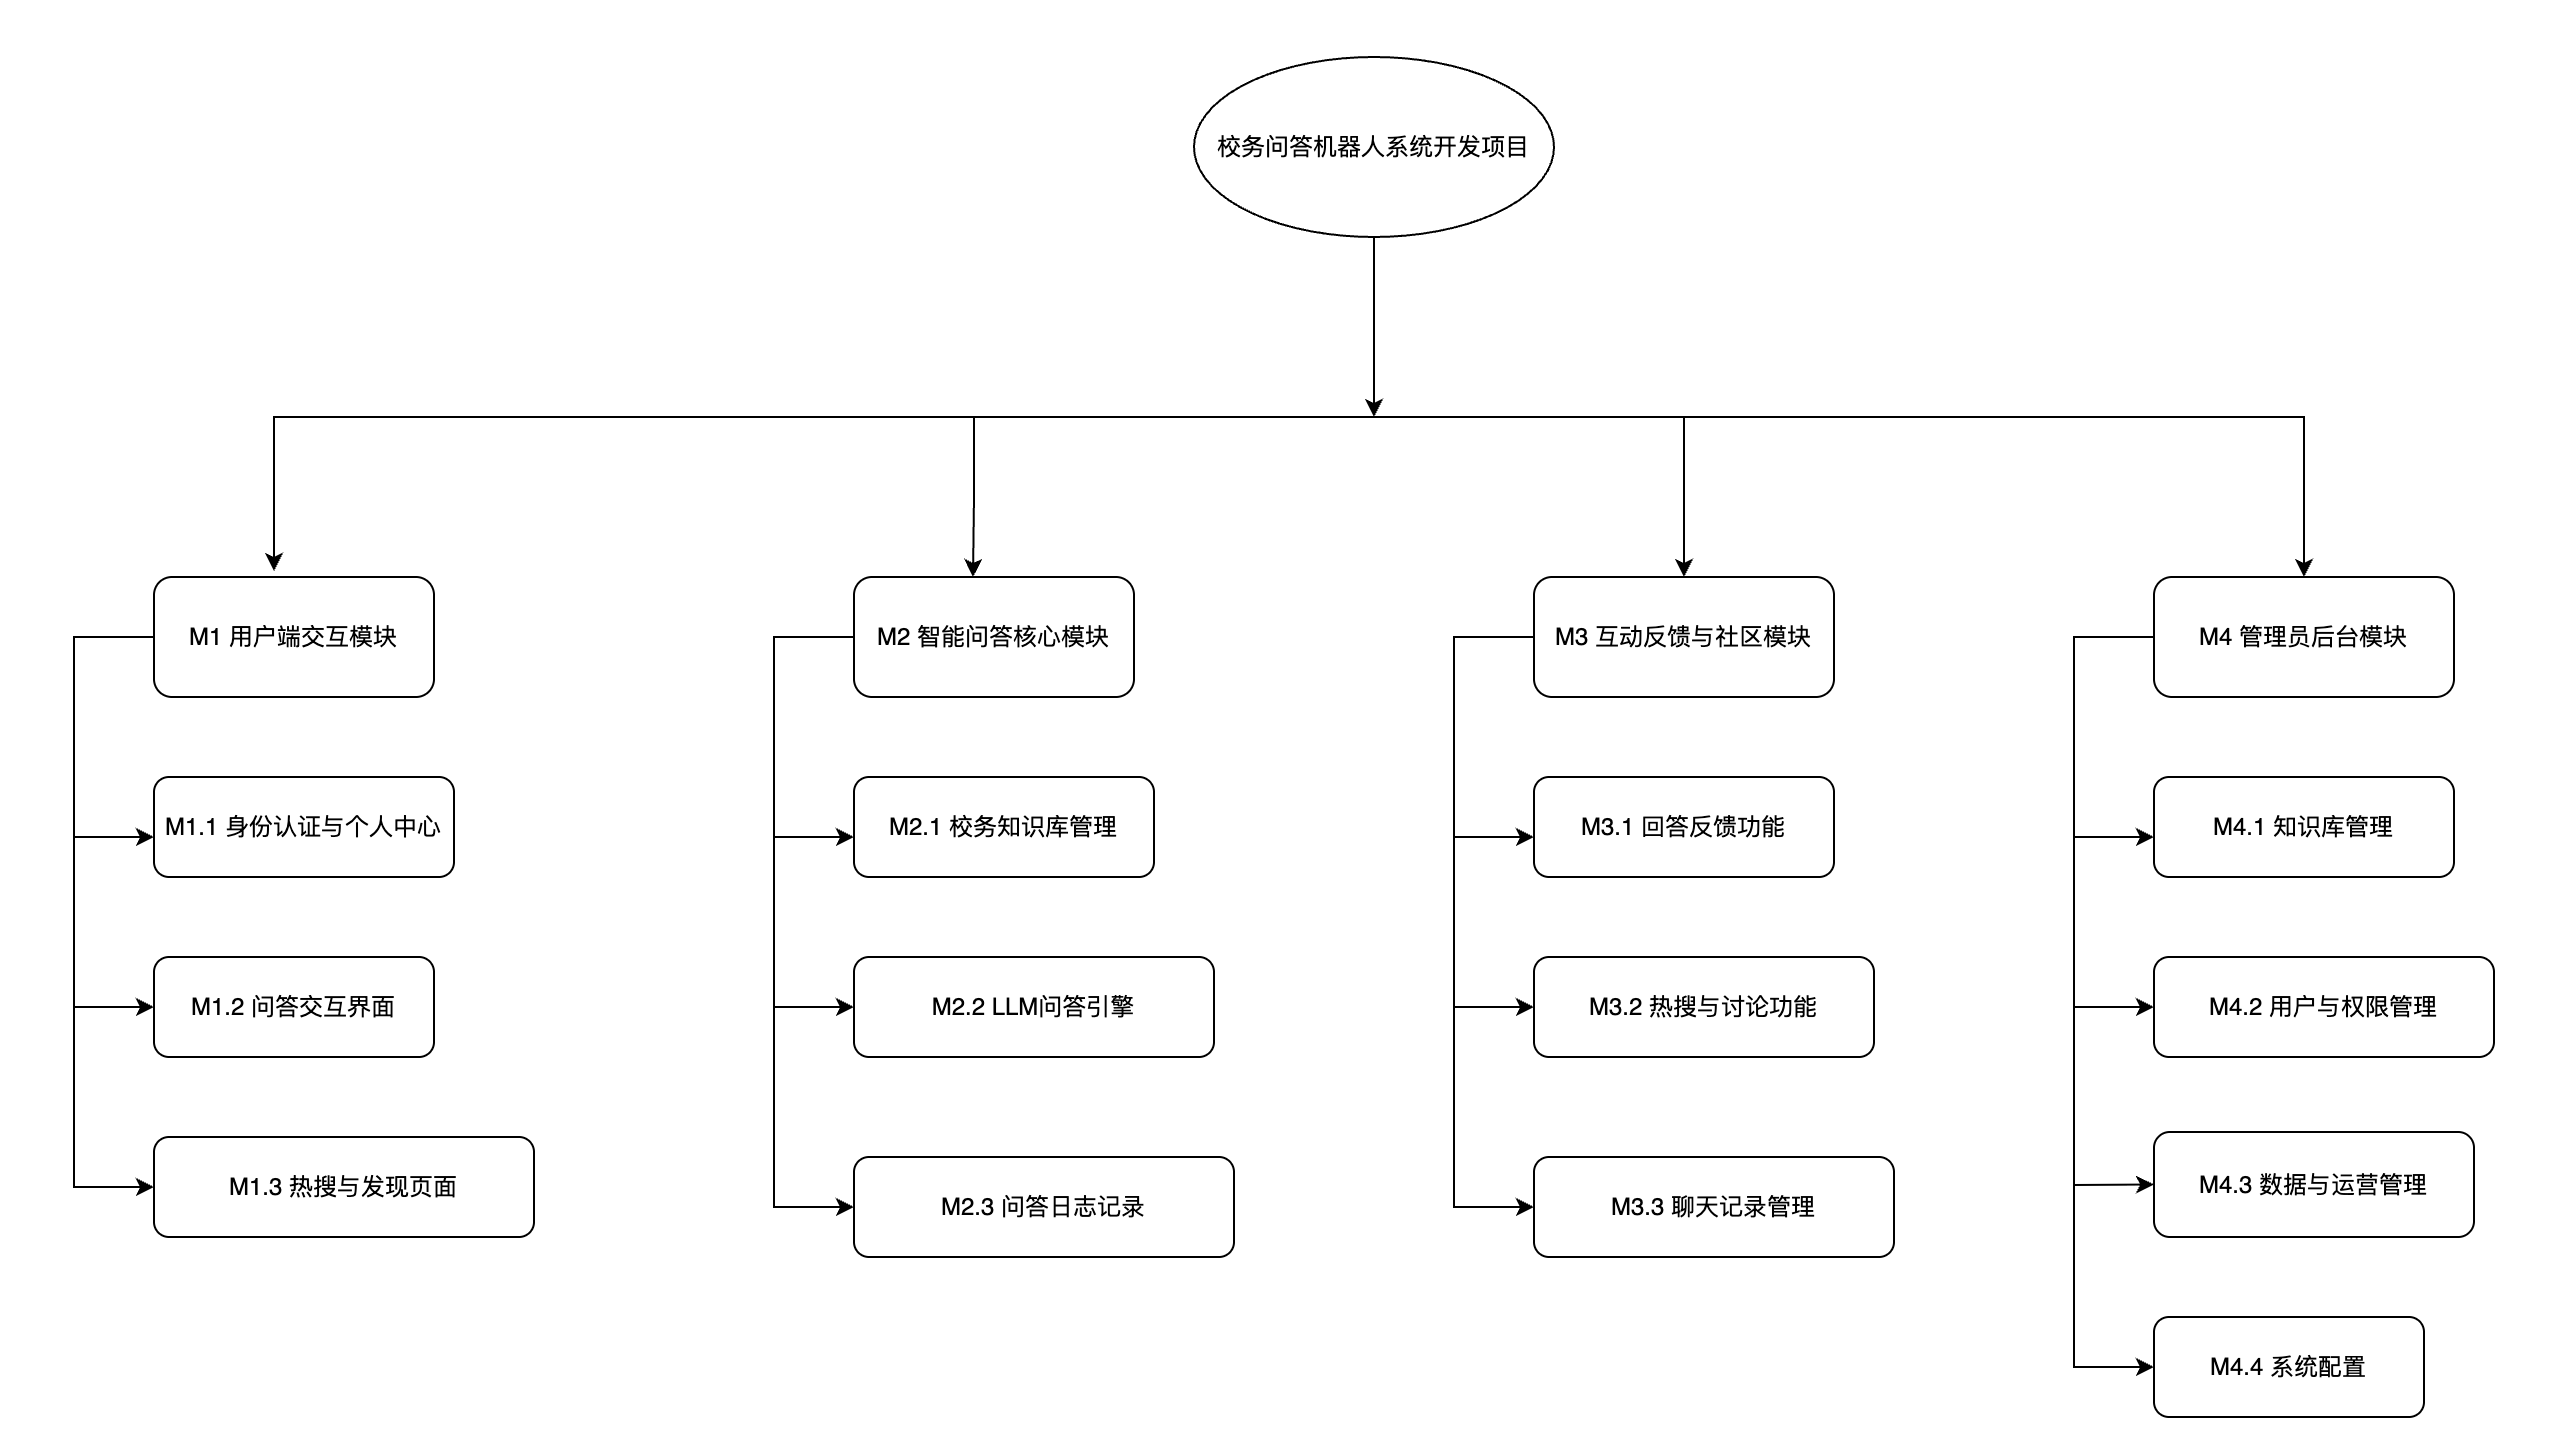 校务问答机器人系统开发项目
M1 用户端交互模块
M1.1 身份认证与个人中心
M1.2 问答交互界面
M1.3 热搜与发现页面
M2 智能问答核心模块
M2.1 校务知识库管理
M2.2 LLM问答引擎
M2.3 问答日志记录
M3 互动反馈与社区模块
M3.1 回答反馈功能
M3.2 热搜与讨论功能
M3.3 聊天记录管理
M4 管理员后台模块
M4.1 知识库管理
M4.2 用户与权限管理
M4.3 数据与运营管理
M4.4 系统配置